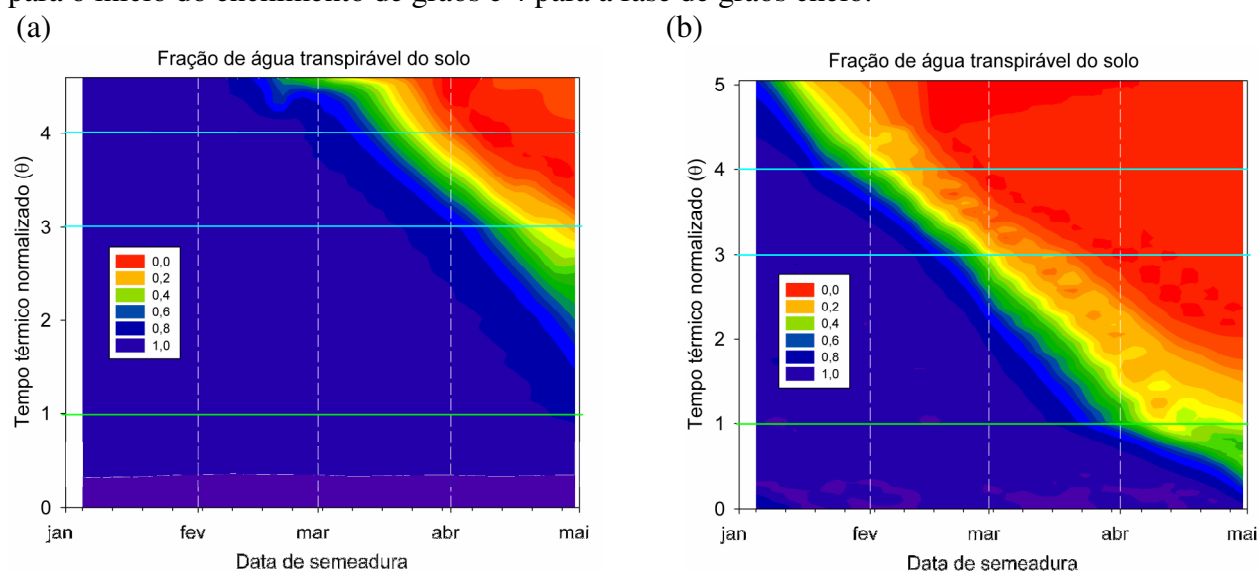 para o início do enchimento de grãos e 4 para a fase de grãos cheio.
(a)
(b)
Fração de água transpirável do solo
Tempo térmico normalizado (θ)
4
3
2
1
0
0,0
0,2
0,4
0,6
0,8
1,0
jan fev mar abr mai
Data de semeadura
Fração de água transpirável do solo
Tempo térmico normalizado (θ)
5
4
3
2
1
0
0,0
0,2
0,4
0,6
0,8
1,0
jan fev mar abr mai
Data de semeadura